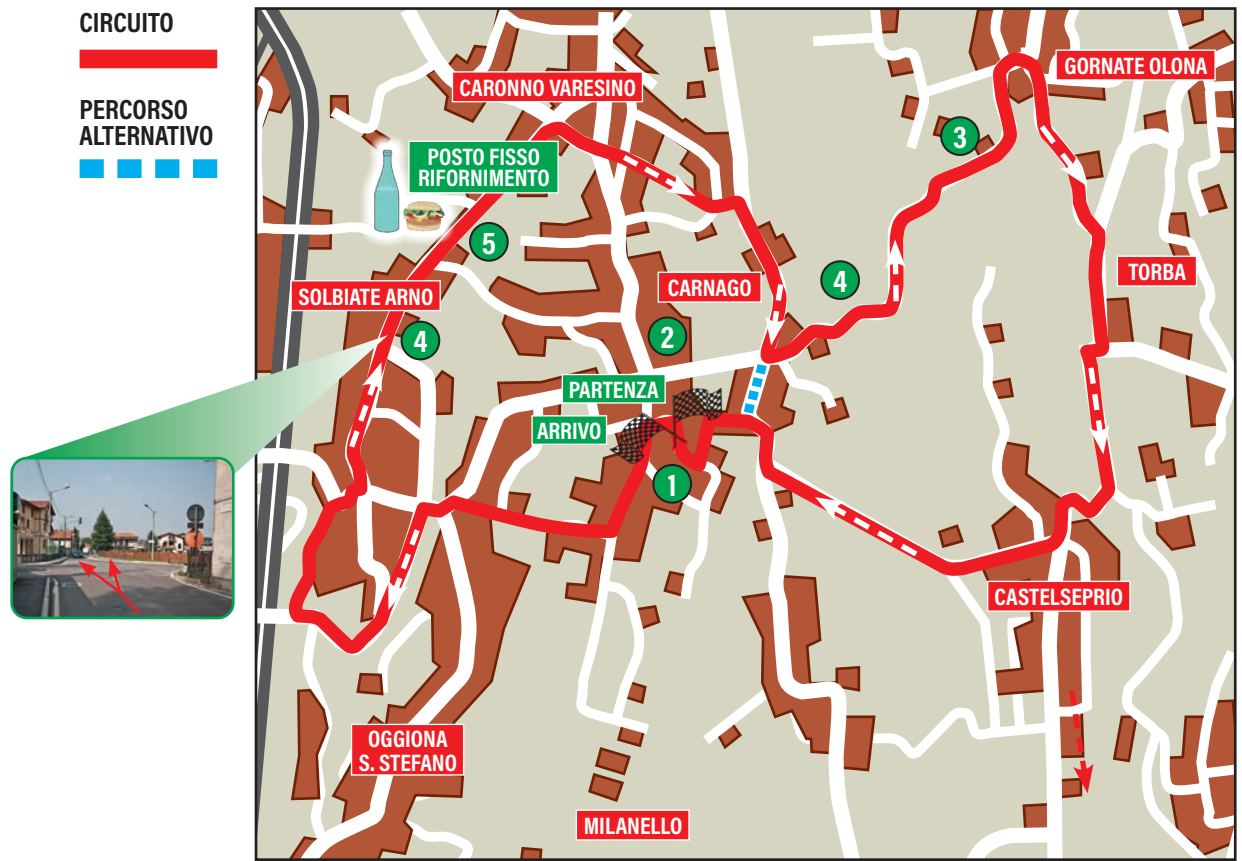 CIRCUITO
PERCORSO
ALTERNATIVO
CARONNO VARESINO
GORNATE OLONA
3
POSTO FISSO
RIFORNIMENTO
5
TORBA
SOLBIATE ARNO
CARNAGO
4
4
2
PARTENZA
ARRIVO
1
CASTELSEPRIO
OGGIONA
S. STEFANO
MILANELLO